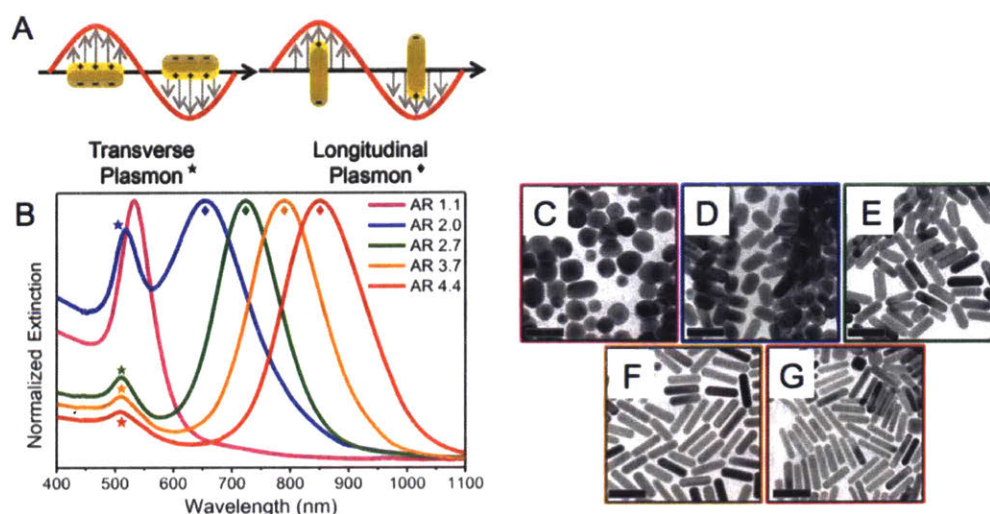 A
Transverse Plasmon★
Longitudinal Plasmon♦
B
AR 1.1
AR 2.0
AR 2.7
AR 3.7
AR 4.4
Normalized Extinction
400 500 600 700 800 900 1000 1100
Wavelength (nm)
C
D
E
F
G